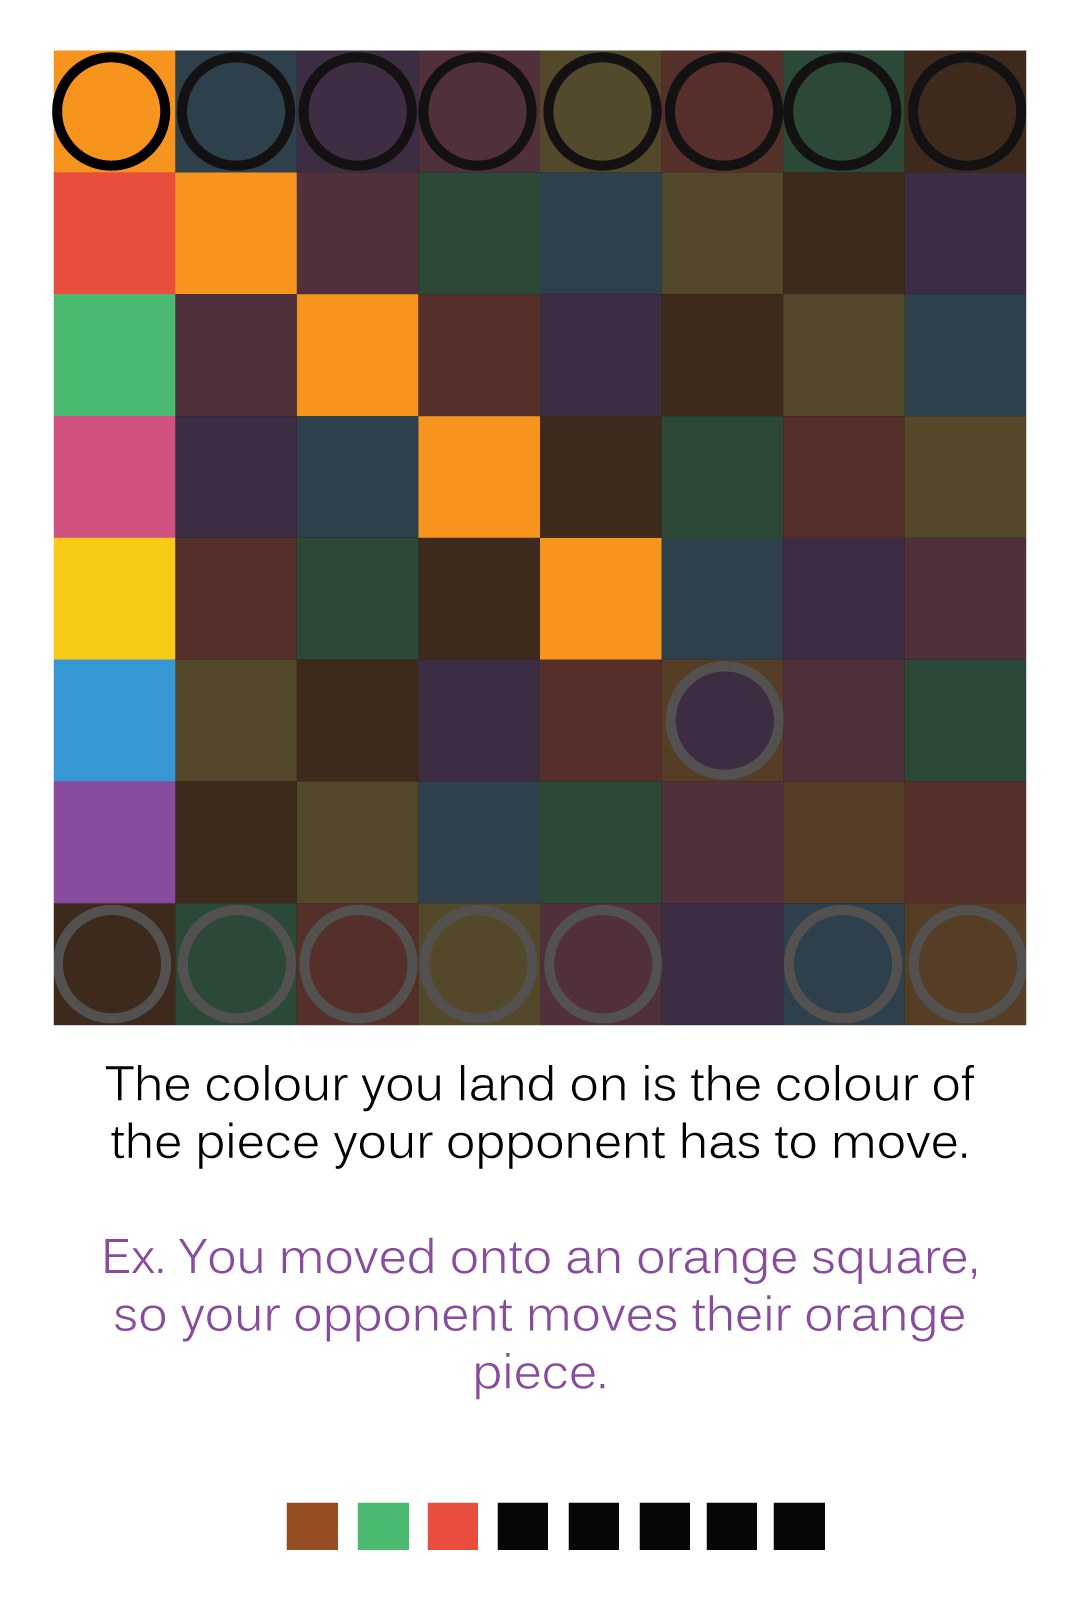 The colour you land on is the colour of
the piece your opponent has to move.
Ex. You moved onto an orange square,
so your opponent moves their orange
piece.